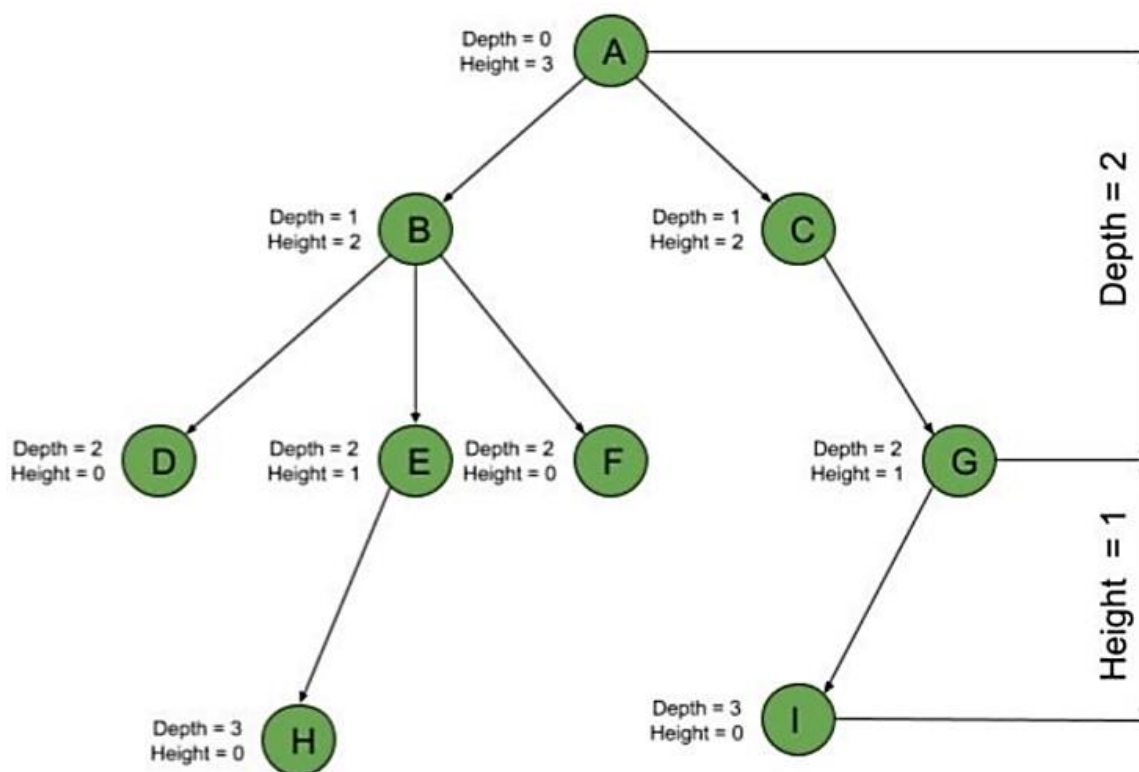 Depth = 0
Height = 3
A
Depth = 1
Height = 2
B
Depth = 1
Height = 2
C
Depth = 2
Depth = 2
Height = 0
D
Depth = 2
Height = 1
E
Depth = 2
Height = 0
F
Depth = 2
Height = 1
G
Height = 1
Depth = 3
Height = 0
H
Depth = 3
Height = 0
I